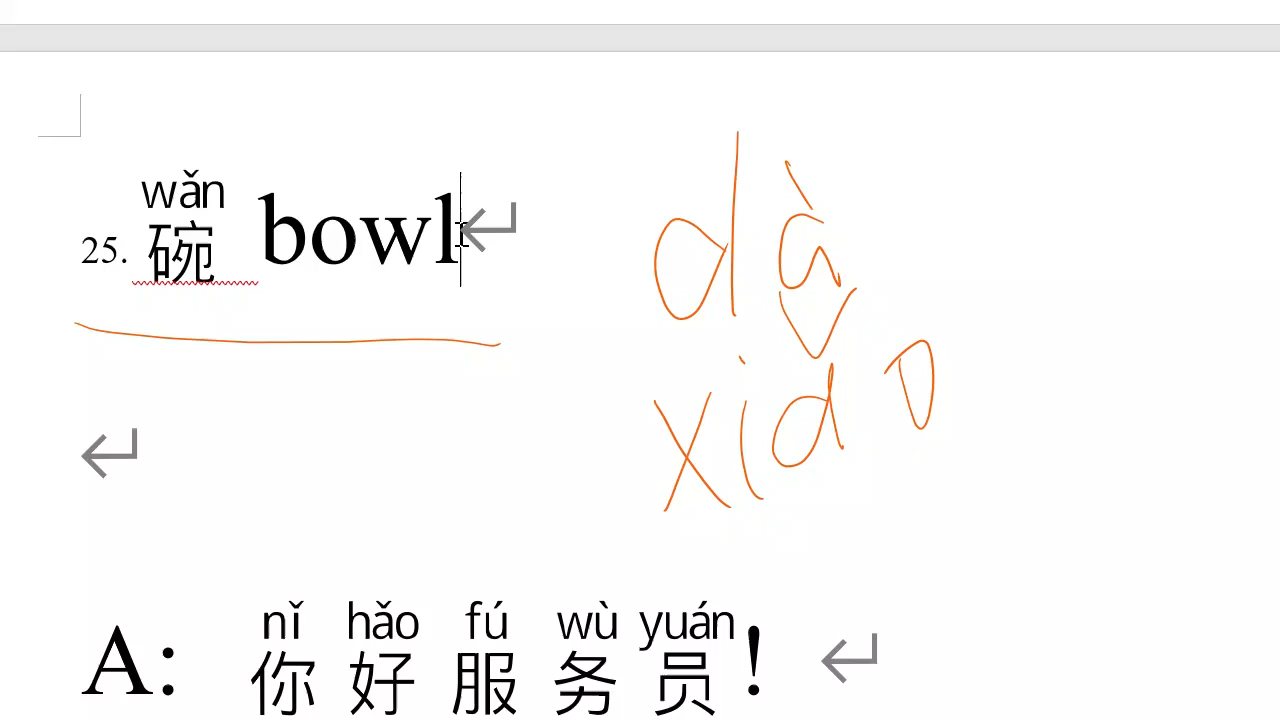 wǎn
25. 碗 bowl
dà
xiǎo
nǐ hǎo fú wù yuán
A: 你好服务员!